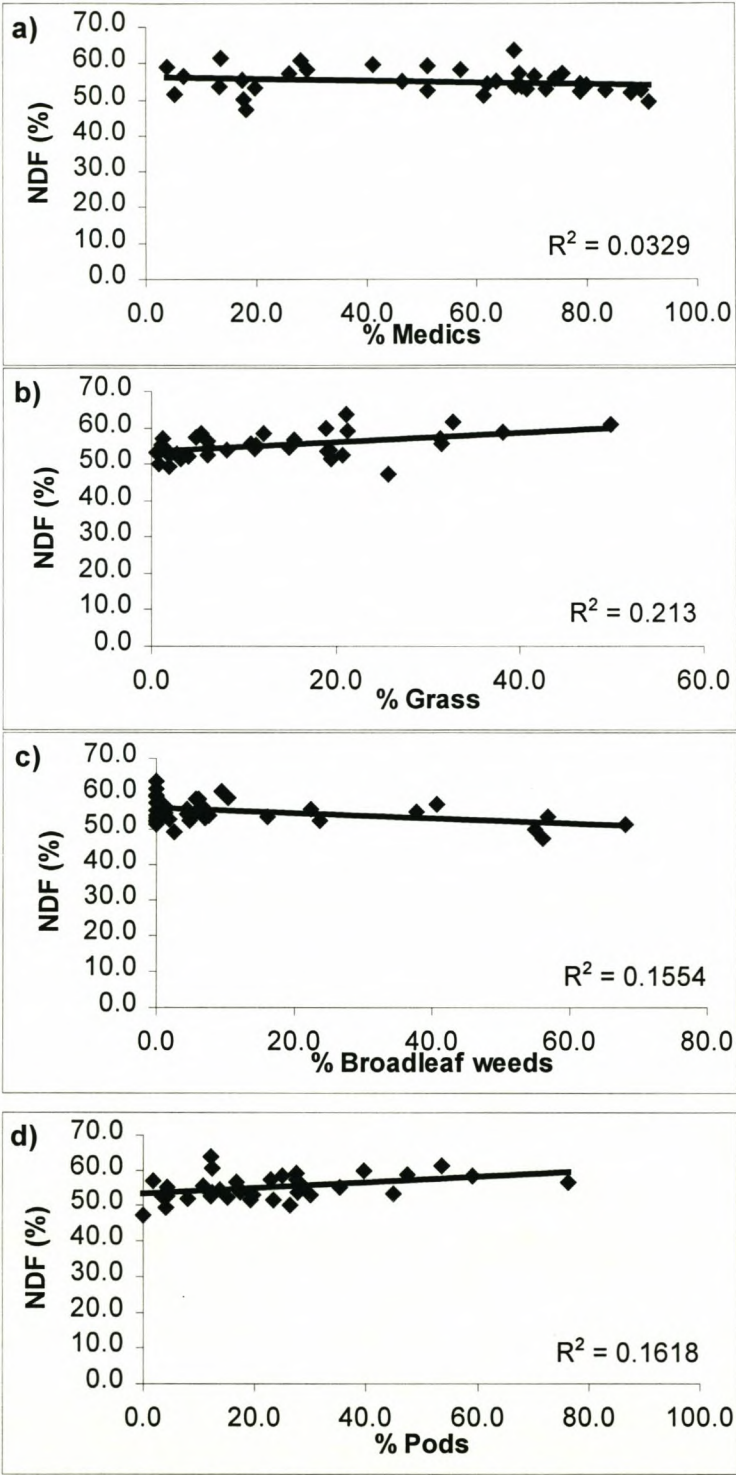 a)
NDF (%)
70.0
60.0
50.0
40.0
30.0
20.0
10.0
0.0
R² = 0.0329
0.0 20.0 40.0 60.0 80.0 100.0
% Medics
b)
NDF (%)
70.0
60.0
50.0
40.0
30.0
20.0
10.0
0.0
R² = 0.213
0.0 20.0 40.0 60.0
% Grass
c)
NDF (%)
70.0
60.0
50.0
40.0
30.0
20.0
10.0
0.0
R² = 0.1554
0.0 20.0 40.0 60.0 80.0
% Broadleaf weeds
d)
NDF (%)
70.0
60.0
50.0
40.0
30.0
20.0
10.0
0.0
R² = 0.1618
0.0 20.0 40.0 60.0 80.0 100.0
% Pods